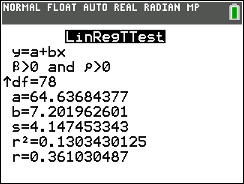 NORMAL FLOAT AUTO REAL RADIAN MP
LinRegTTest
y=a+bx
β>0 and ρ>0
↑df=78
a=64.63684377
b=7.201962601
s=4.147453343
r²=0.1303430125
r=0.361030487